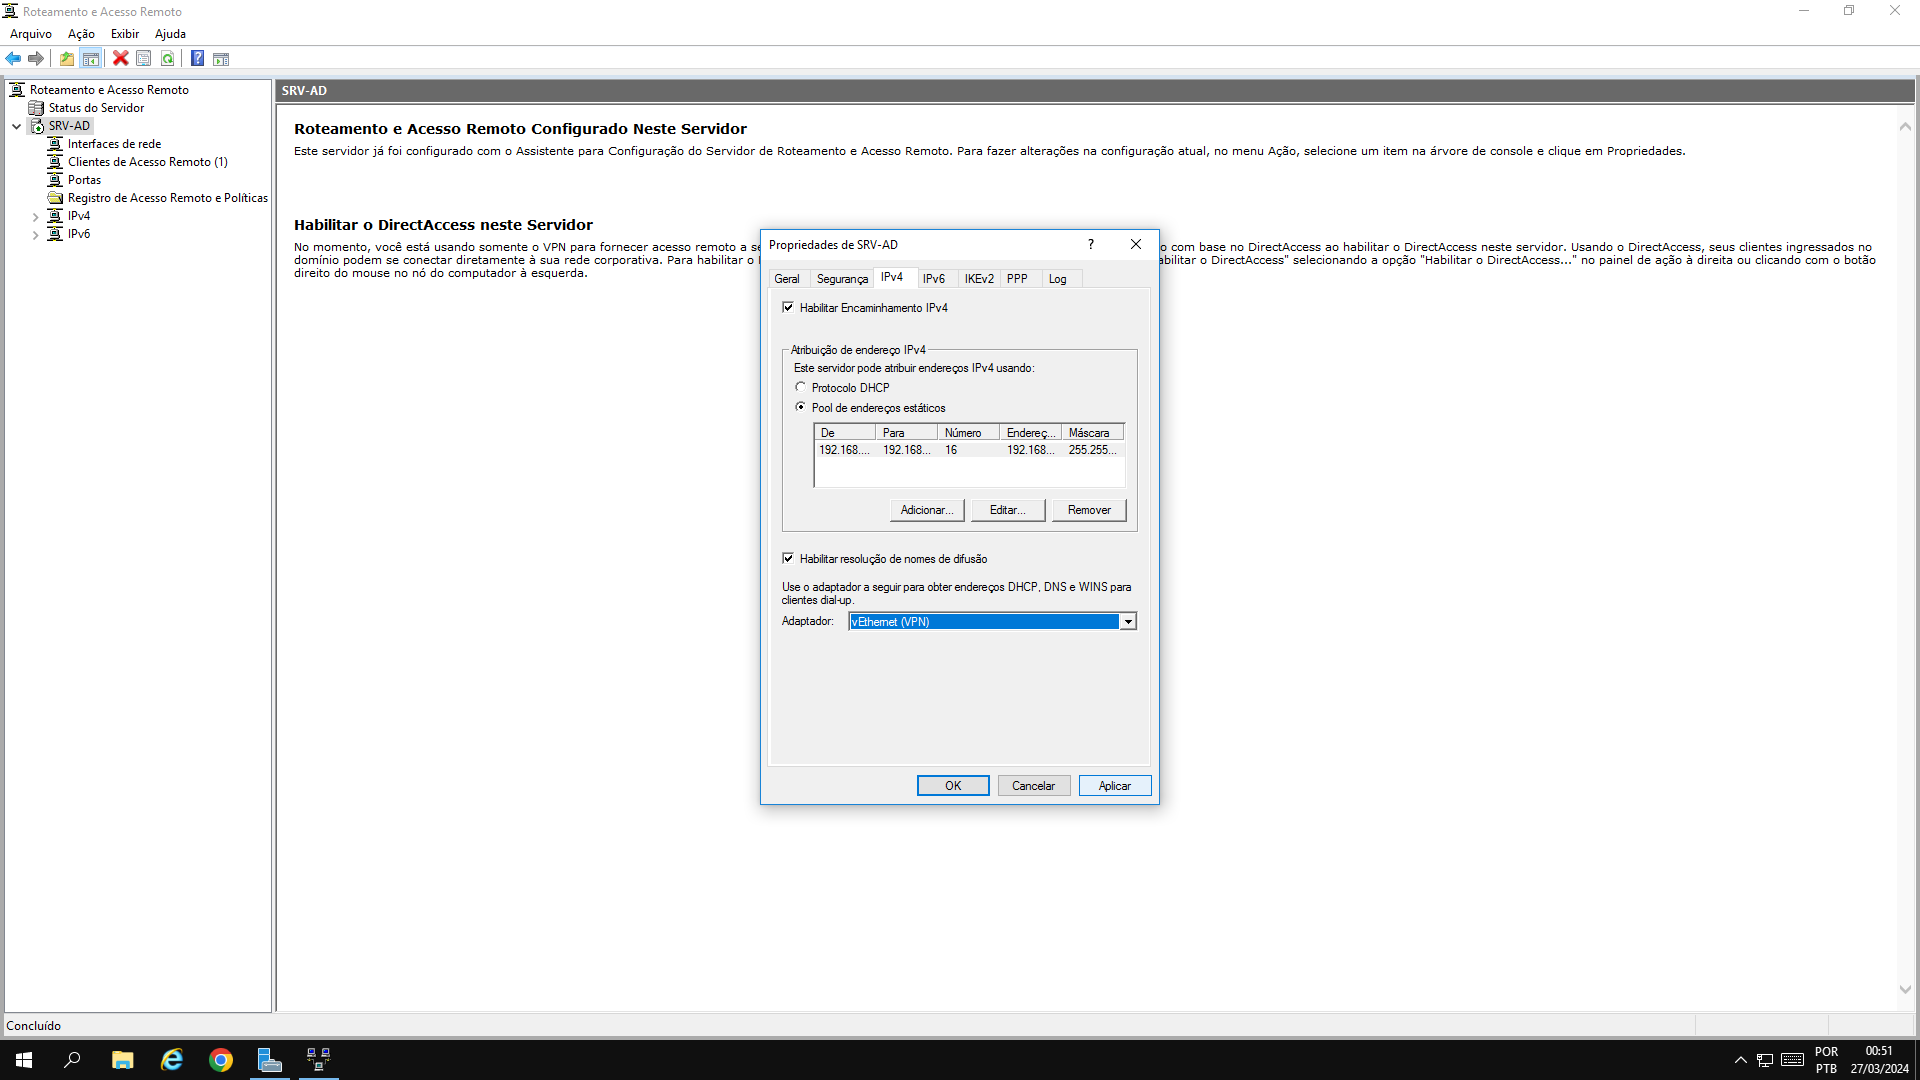 Roteamento e Acesso Remoto
Arquivo Ação Exibir Ajuda
Roteamento e Acesso Remoto
Status do Servidor
SRV-AD
Interfaces de rede
Clientes de Acesso Remoto (1)
Portas
Registro de Acesso Remoto e Políticas
IPv4
IPv6
SRV-AD
Roteamento e Acesso Remoto Configurado Neste Servidor
Este servidor já foi configurado com o Assistente para Configuração do Servidor de Roteamento e Acesso Remoto. Para fazer alterações na configuração atual, no menu Ação, selecione um item na árvore de console e clique em Propriedades.
Habilitar o DirectAccess neste Servidor
No momento, você está usando somente o VPN para fornecer acesso remoto a se o com base no DirectAccess ao habilitar o DirectAccess neste servidor. Usando o DirectAccess, seus clientes ingressados no
domínio podem se conectar diretamente à sua rede corporativa. Para habilitar o abilitar o DirectAccess" selecionando a opção "Habilitar o DirectAccess..." no painel de ação à direita ou clicando com o botão
direito do mouse no nó do computador à esquerda.
Propriedades de SRV-AD ?
Geral Segurança IPv4 IPv6 IKEv2 PPP Log
Habilitar Encaminhamento IPv4
Atribuição de endereço IPv4
Este servidor pode atribuir endereços IPv4 usando:
Protocolo DHCP
Pool de endereços estáticos
De Para Número Endereç... Máscara
192.168.... 192.168... 16 192.168... 255.255...
Adicionar... Editar... Remover
Habilitar resolução de nomes de difusão
Use o adaptador a seguir para obter endereços DHCP, DNS e WINS para
clientes dial-up.
Adaptador: vEthernet (VPN)
OK Cancelar Aplicar
Concluído
POR
PTB
00:51
27/03/2024